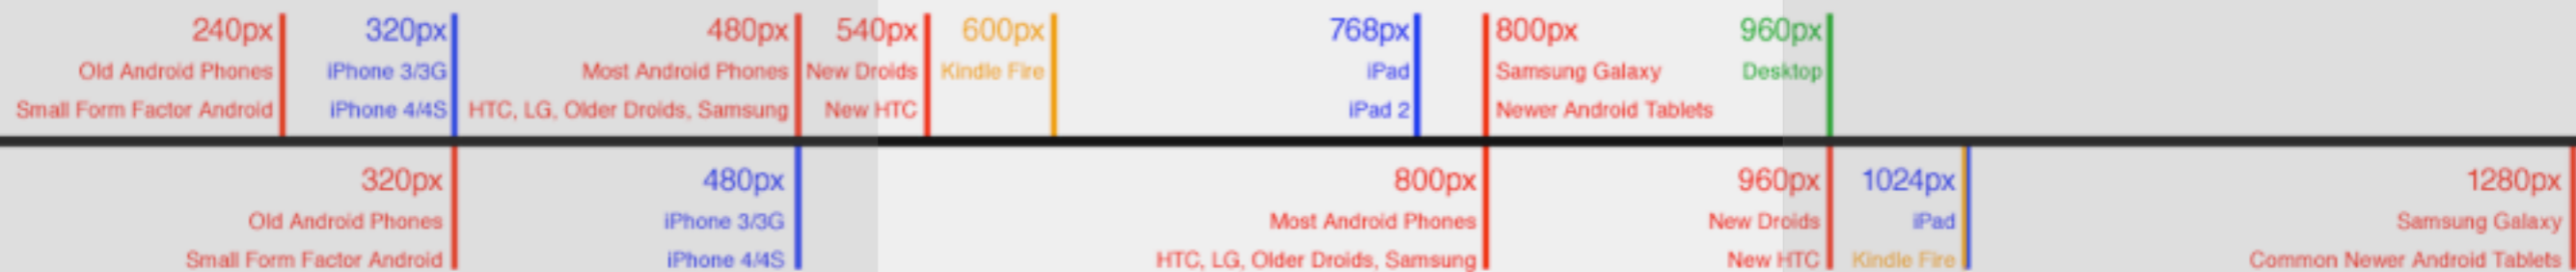 240px 320px 480px 540px 600px 768px 800px 960px
Old Android Phones iPhone 3/3G Most Android Phones New Droids Kindle Fire iPad Samsung Galaxy Desktop
Small Form Factor Android iPhone 4/4S HTC, LG, Older Droids, Samsung New HTC iPad 2 Newer Android Tablets
320px 480px 800px 960px 1024px 1280px
Old Android Phones iPhone 3/3G Most Android Phones New Droids iPad Samsung Galaxy
Small Form Factor Android iPhone 4/4S HTC, LG, Older Droids, Samsung New HTC Kindle Fire Common Newer Android Tablets